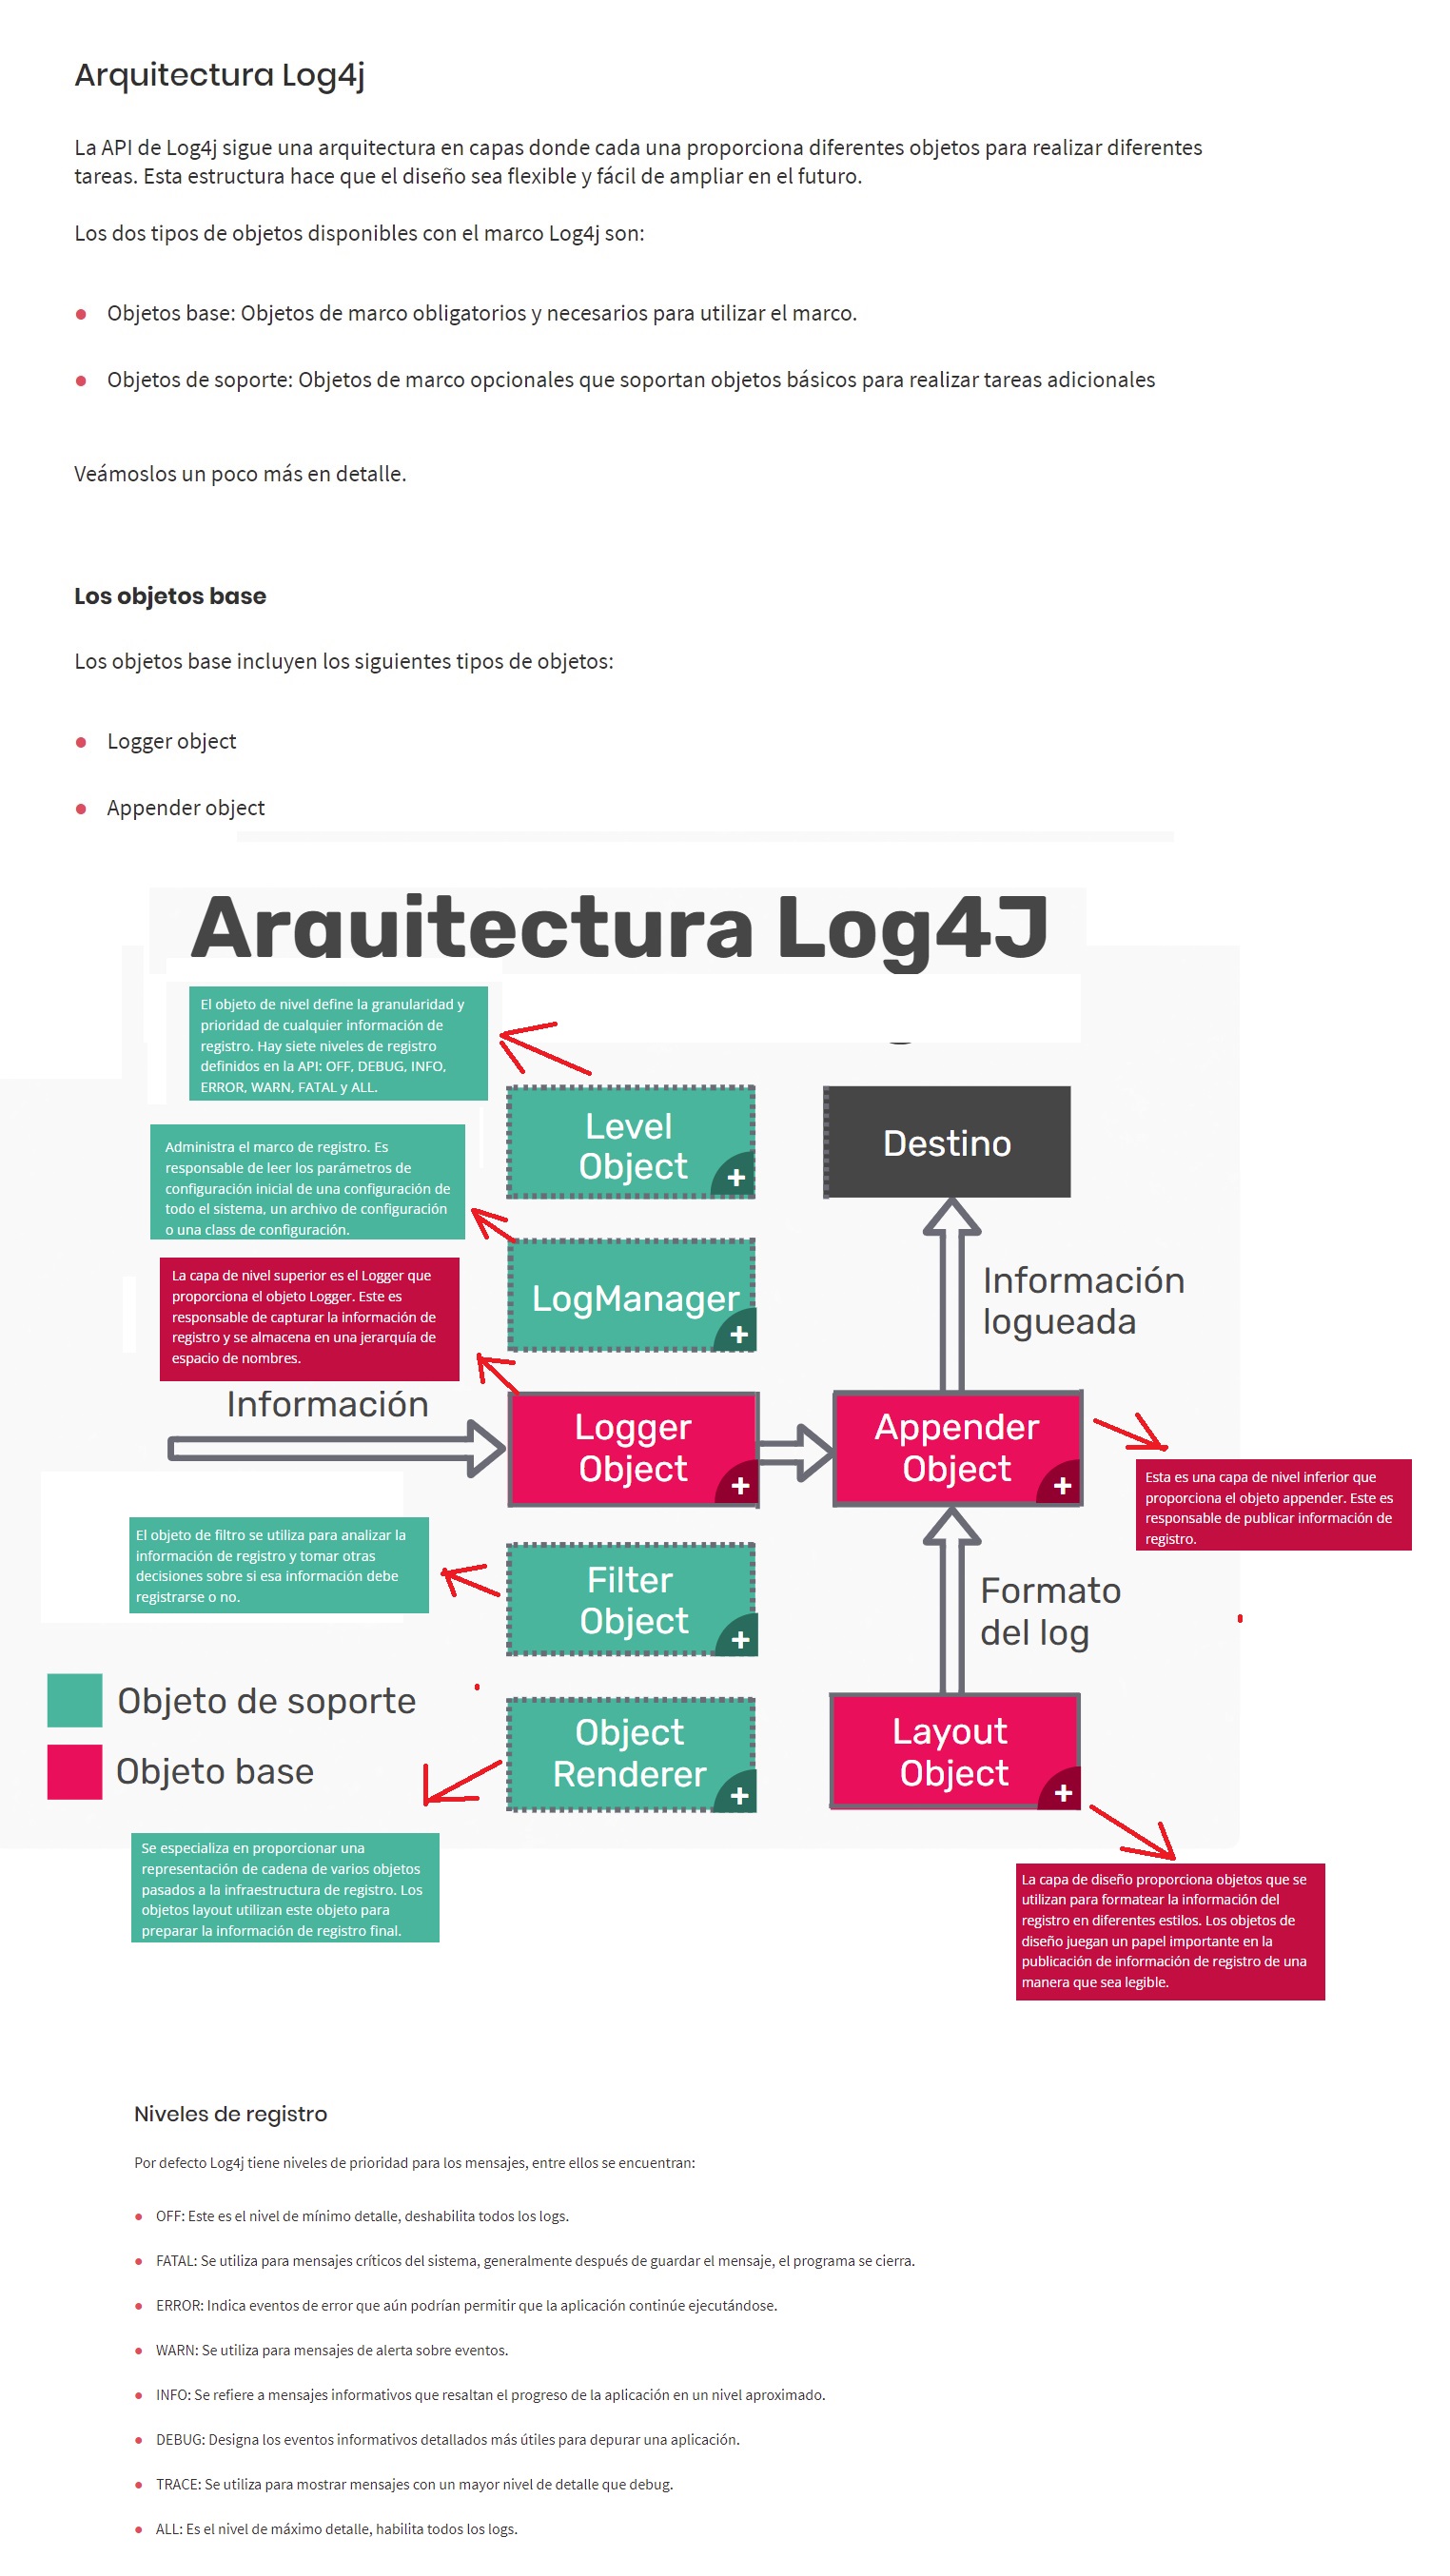 Arquitectura Log4j
La API de Log4j sigue una arquitectura en capas donde cada una proporciona diferentes objetos para realizar diferentes
tareas. Esta estructura hace que el diseño sea flexible y fácil de ampliar en el futuro.
Los dos tipos de objetos disponibles con el marco Log4j son:
● Objetos base: Objetos de marco obligatorios y necesarios para utilizar el marco.
● Objetos de soporte: Objetos de marco opcionales que soportan objetos básicos para realizar tareas adicionales
Veámoslos un poco más en detalle.
Los objetos base
Los objetos base incluyen los siguientes tipos de objetos:
● Logger object
● Appender object
Arquitectura Log4J
El objeto de nivel define la granularidad y
prioridad de cualquier información de
registro. Hay siete niveles de registro
definidos en la API: OFF, DEBUG, INFO,
ERROR, WARN, FATAL y ALL.
Level
Object
+
Destino
Administra el marco de registro. Es
responsable de leer los parámetros de
configuración inicial de una configuración de
todo el sistema, un archivo de configuración
o una class de configuración.
LogManager
+
Información
logueada
La capa de nivel superior es el Logger que
proporciona el objeto Logger. Este es
responsable de capturar la información de
registro y se almacena en una jerarquía de
espacio de nombres.
Información
Logger
Object
+
Appender
Object
+
Esta es una capa de nivel inferior que
proporciona el objeto appender. Este es
responsable de publicar información de
registro.
El objeto de filtro se utiliza para analizar la
información de registro y tomar otras
decisiones sobre si esa información debe
registrarse o no.
Filter
Object
+
Formato
del log
Objeto de soporte
Objeto base
Object
Renderer
+
Layout
Object
+
Se especializa en proporcionar una
representación de cadena de varios objetos
pasados a la infraestructura de registro. Los
objetos layout utilizan este objeto para
preparar la información de registro final.
La capa de diseño proporciona objetos que se
utilizan para formatear la información del
registro en diferentes estilos. Los objetos de
diseño juegan un papel importante en la
publicación de información de registro de una
manera que sea legible.
Niveles de registro
Por defecto Log4j tiene niveles de prioridad para los mensajes, entre ellos se encuentran:
● OFF: Este es el nivel de mínimo detalle, deshabilita todos los logs.
● FATAL: Se utiliza para mensajes críticos del sistema, generalmente después de guardar el mensaje, el programa se cierra.
● ERROR: Indica eventos de error que aún podrían permitir que la aplicación continúe ejecutándose.
● WARN: Se utiliza para mensajes de alerta sobre eventos.
● INFO: Se refiere a mensajes informativos que resaltan el progreso de la aplicación en un nivel aproximado.
● DEBUG: Designa los eventos informativos detallados más útiles para depurar una aplicación.
● TRACE: Se utiliza para mostrar mensajes con un mayor nivel de detalle que debug.
● ALL: Es el nivel de máximo detalle, habilita todos los logs.